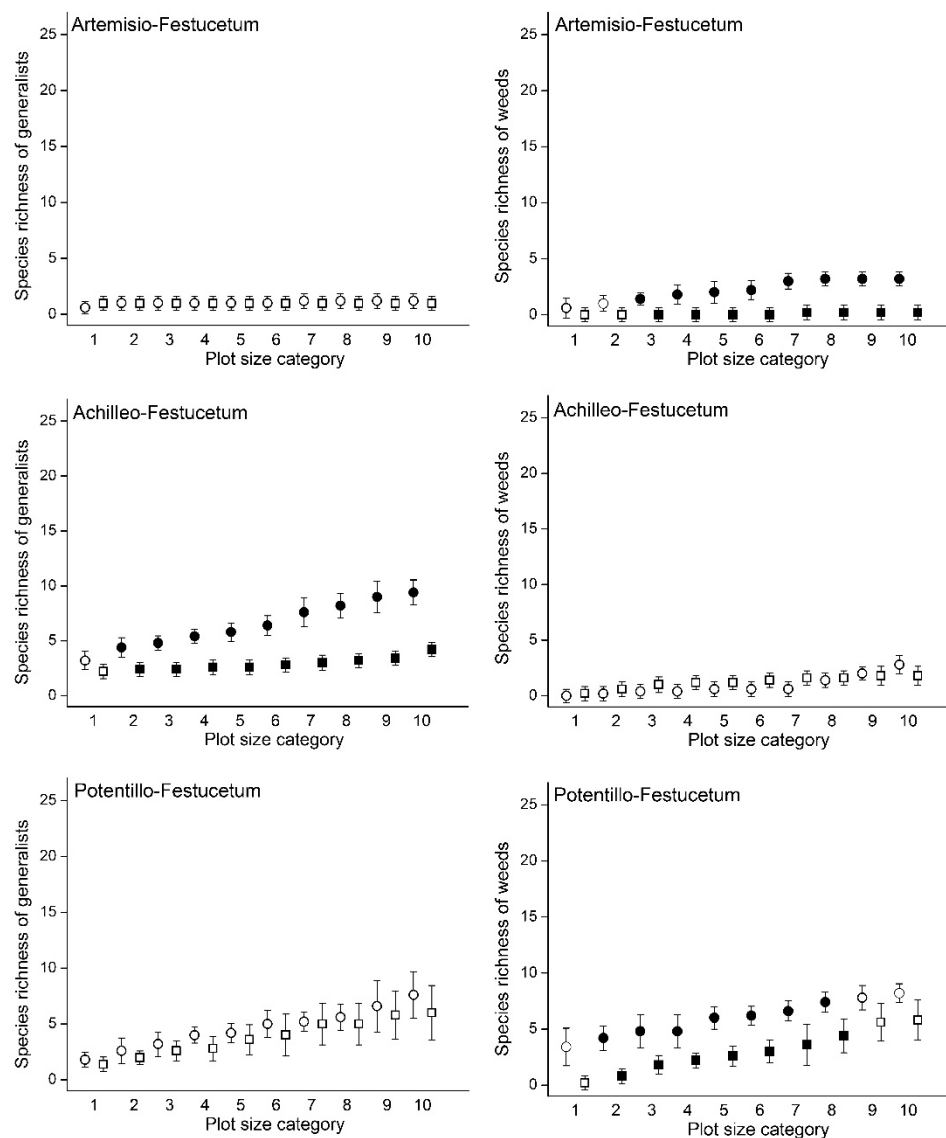 Artemisio-Festucetum
Species richness of generalists
25
20
15
10
5
0
1 2 3 4 5 6 7 8 9 10
Plot size category
Artemisio-Festucetum
Species richness of weeds
25
20
15
10
5
0
1 2 3 4 5 6 7 8 9 10
Plot size category
Achilleo-Festucetum
Species richness of generalists
25
20
15
10
5
0
1 2 3 4 5 6 7 8 9 10
Plot size category
Achilleo-Festucetum
Species richness of weeds
25
20
15
10
5
0
1 2 3 4 5 6 7 8 9 10
Plot size category
Potentillo-Festucetum
Species richness of generalists
25
20
15
10
5
0
1 2 3 4 5 6 7 8 9 10
Plot size category
Potentillo-Festucetum
Species richness of weeds
25
20
15
10
5
0
1 2 3 4 5 6 7 8 9 10
Plot size category